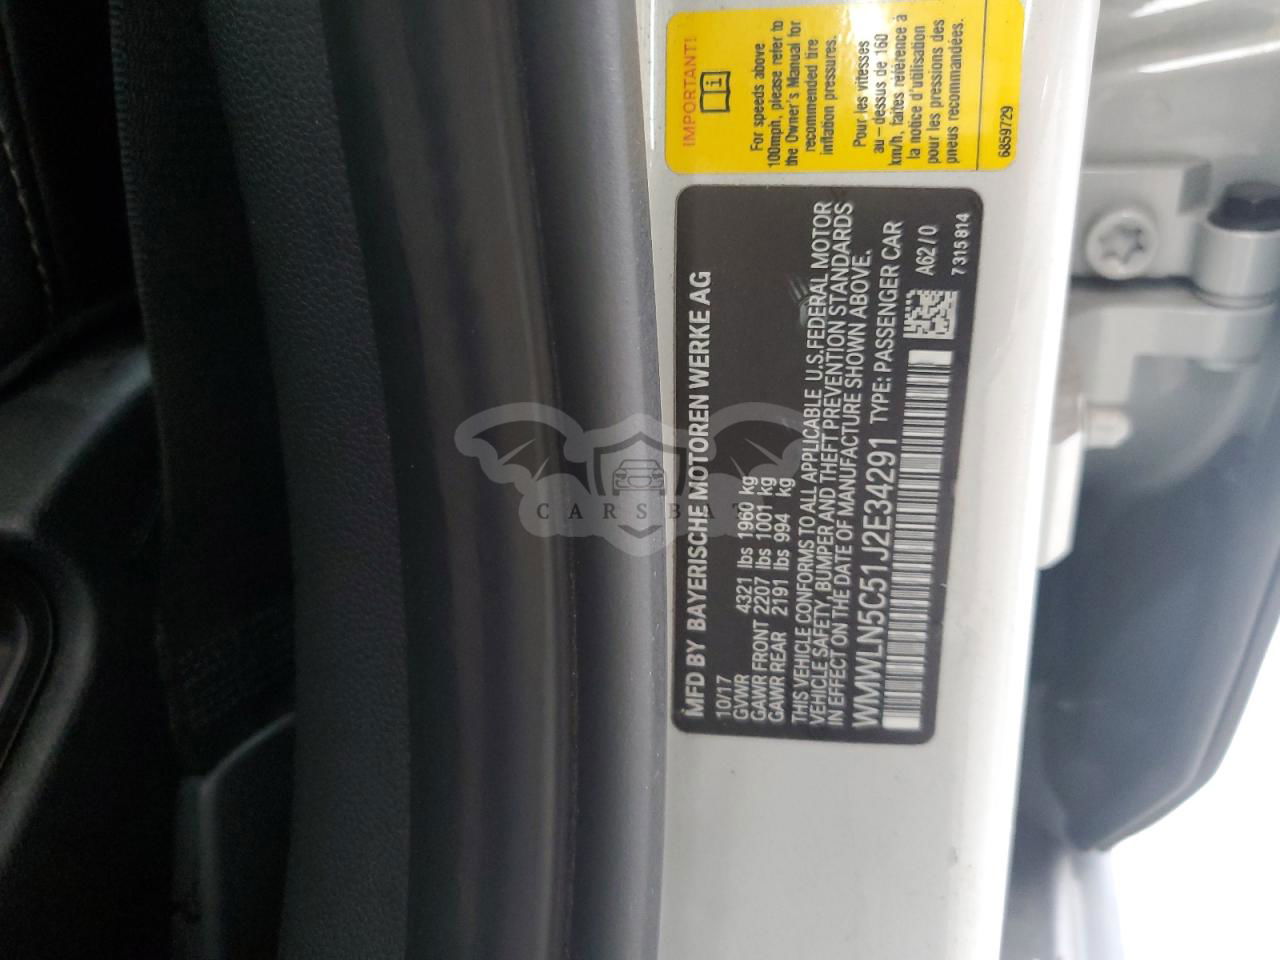 IMPORTANT!
For speeds above
100mph, please refer to
the Owner's Manual for
recommended tire
inflation pressures.
Pour les vitesses
au-dessus de 160
km/h, faites référence à
la notice d'utilisation
pour les pressions des
pneus recommandées.
6859729
MFD BY BAYERISCHE MOTOREN WERKE AG
10/17
GVWR 4321 lbs 1960 kg
GAWR FRONT 2207 lbs 1001 kg
GAWR REAR 2191 lbs 994 kg
THIS VEHICLE CONFORMS TO ALL APPLICABLE U.S.FEDERAL MOTOR
VEHICLE SAFETY, BUMPER AND THEFT PREVENTION STANDARDS
IN EFFECT ON THE DATE OF MANUFACTURE SHOWN ABOVE.
WMWLN5C51J2E34291 TYPE: PASSENGER CAR
A62/0
7315814
CARSBAT